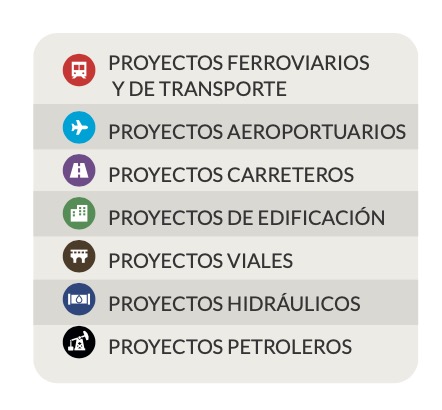 PROYECTOS FERROVIARIOS
Y DE TRANSPORTE
PROYECTOS AEROPORTUARIOS
PROYECTOS CARRETEROS
PROYECTOS DE EDIFICACIÓN
PROYECTOS VIALES
PROYECTOS HIDRÁULICOS
PROYECTOS PETROLEROS